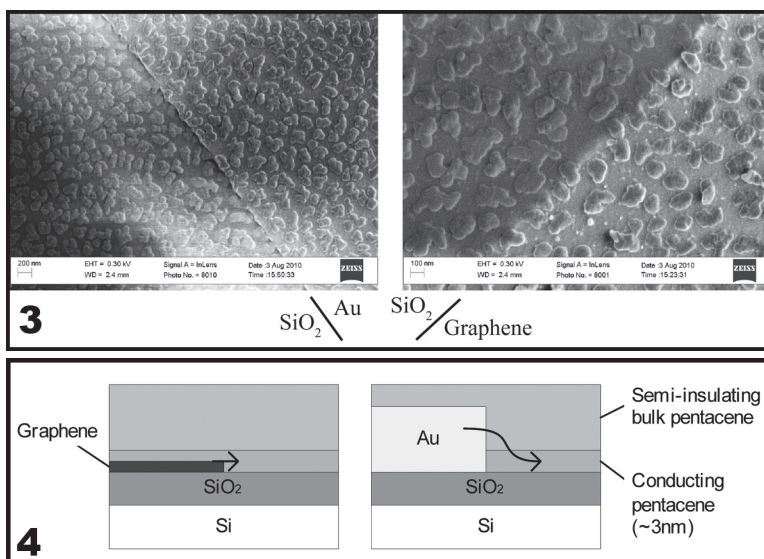 200 nm
EHT = 0.30 kV
Signal A = InLens
Date :3 Aug 2010
WD = 2.4 mm
Photo No. = 8010
Time :15:50:33
ZEISS
100 nm
EHT = 0.30 kV
Signal A = InLens
Date :3 Aug 2010
WD = 2.4 mm
Photo No. = 8001
Time :15:23:31
ZEISS
3
SiO₂
Au
SiO₂
Graphene
4
Graphene
SiO₂
Si
Au
SiO₂
Si
Semi-insulating
bulk pentacene
Conducting
pentacene
(~3nm)